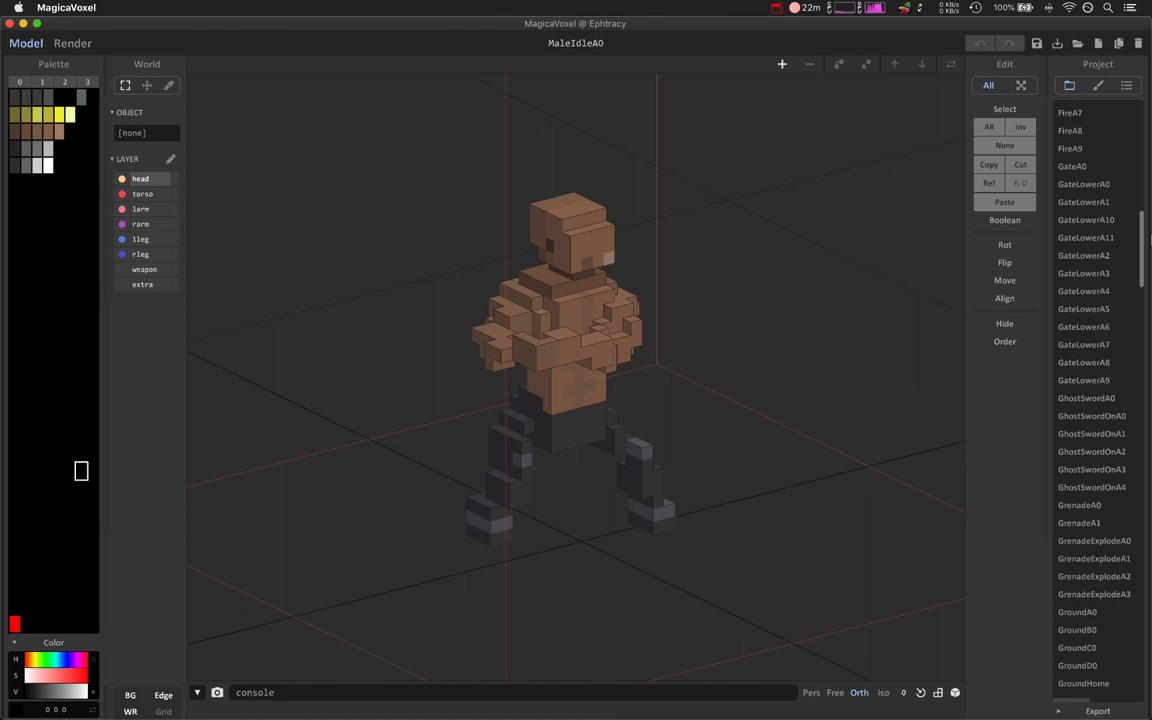 MagicaVoxel
22m
0 KB/s
0 KB/s
100%
MagicaVoxel @ Ephtracy
Model
Render
MaleIdleA0
Palette
0 1 2 3
Color
H
S
V
0 0 0
World
OBJECT
[none]
LAYER
head
torso
larm
rarm
lleg
rleg
weapon
extra
BG Edge
WR Grid
console
Pers Free Orth Iso 0
Edit
All
Select
All Inv
None
Copy Cut
Ref R-D
Paste
Boolean
Rot
Flip
Move
Align
Hide
Order
Project
FireA7
FireA8
FireA9
GateA0
GateLowerA0
GateLowerA1
GateLowerA10
GateLowerA11
GateLowerA2
GateLowerA3
GateLowerA4
GateLowerA5
GateLowerA6
GateLowerA7
GateLowerA8
GateLowerA9
GhostSwordA0
GhostSwordOnA0
GhostSwordOnA1
GhostSwordOnA2
GhostSwordOnA3
GhostSwordOnA4
GrenadeA0
GrenadeA1
GrenadeExplodeA0
GrenadeExplodeA1
GrenadeExplodeA2
GrenadeExplodeA3
GroundA0
GroundB0
GroundC0
GroundD0
GroundHome
Export